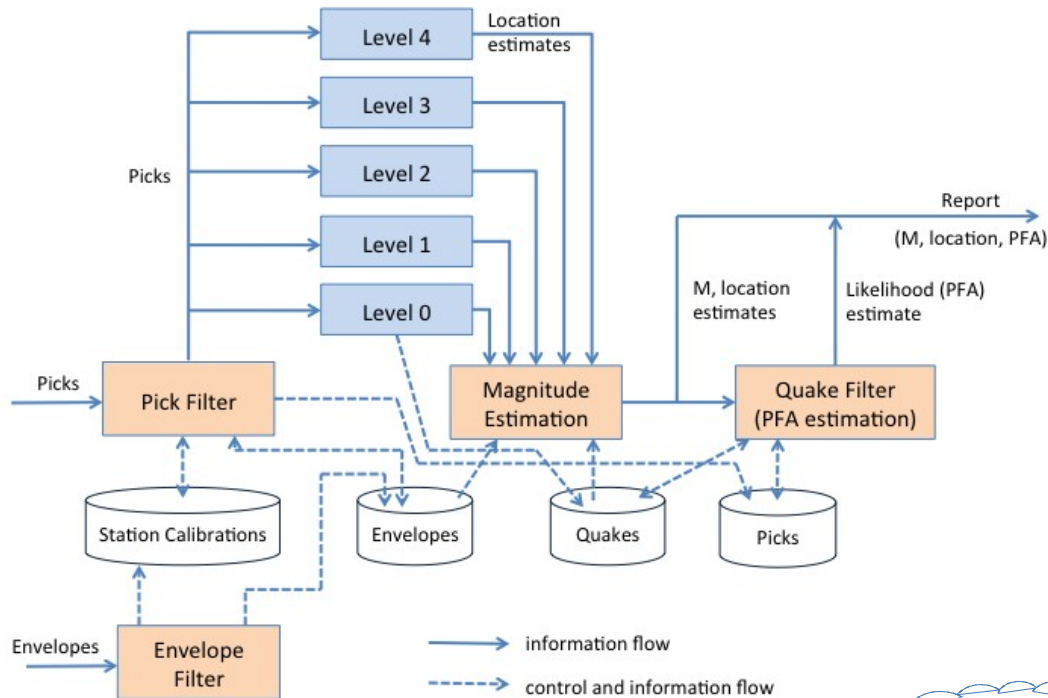 Level 4
Location
estimates
Level 3
Picks
Level 2
Level 1
Level 0
Report
(M, location, PFA)
M, location
estimates
Likelihood (PFA)
estimate
Picks
Pick Filter
Magnitude
Estimation
Quake Filter
(PFA estimation)
Station Calibrations
Envelopes
Quakes
Picks
Envelopes
Envelope
Filter
information flow
control and information flow